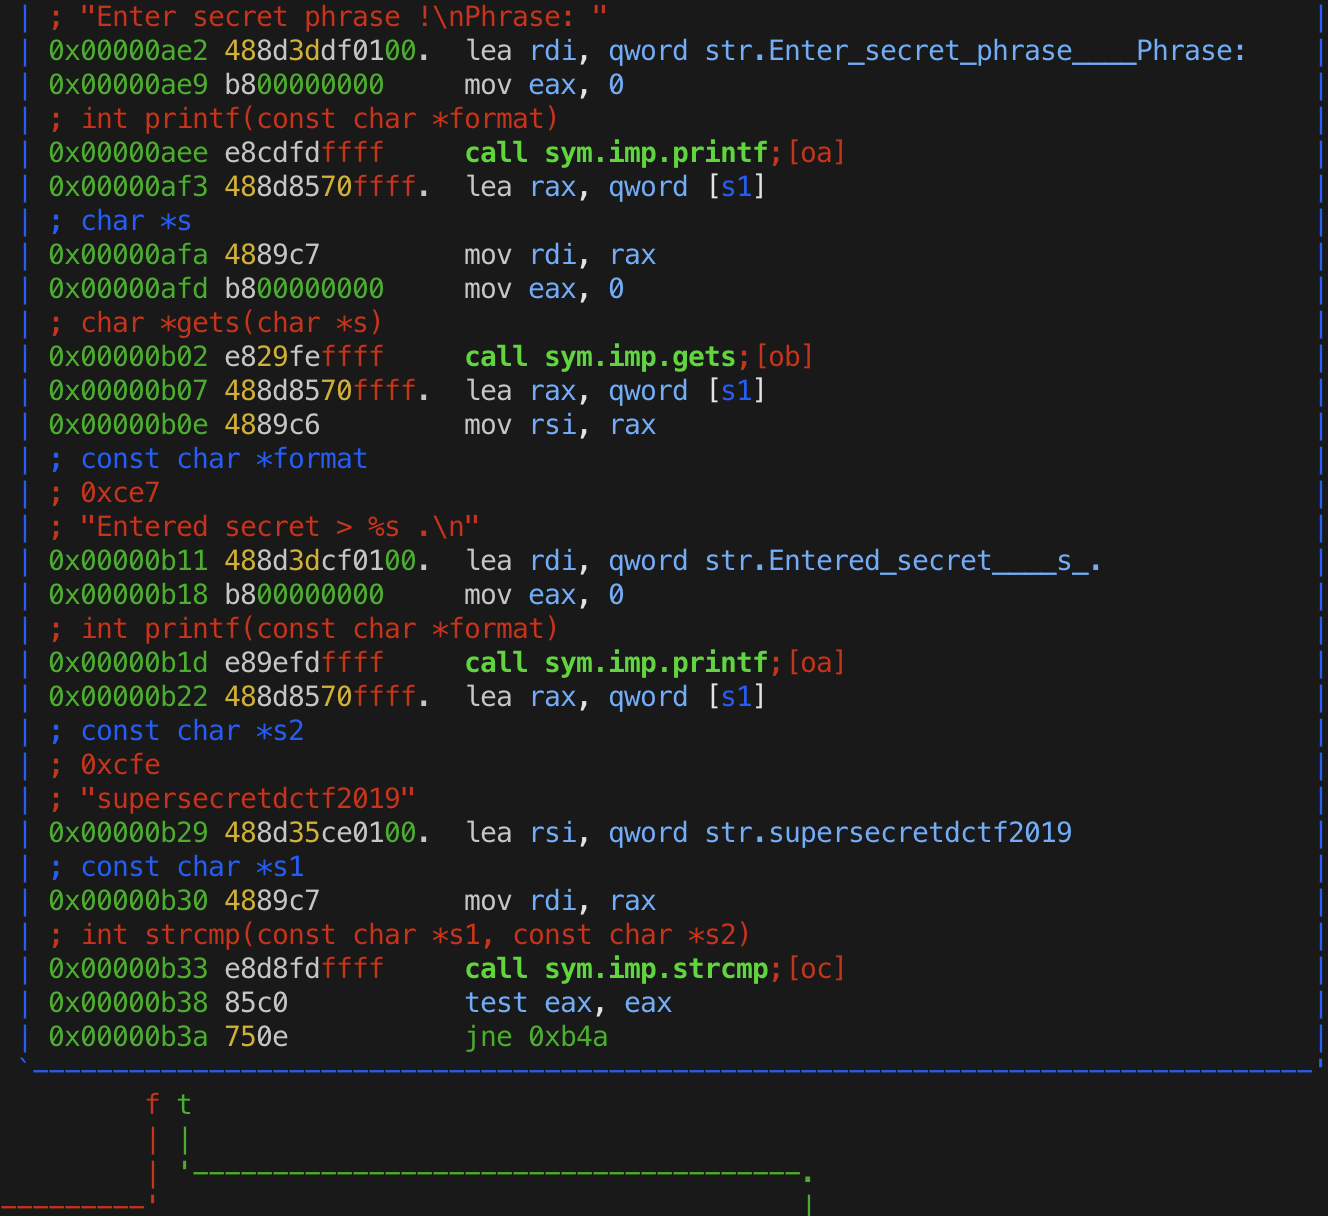 | ; "Enter secret phrase !\nPhrase: " |
| 0x00000ae2 488d3ddf0100. lea rdi, qword str.Enter_secret_phrase____Phrase: |
| 0x00000ae9 b800000000 mov eax, 0 |
| ; int printf(const char *format) |
| 0x00000aee e8cdfdffff call sym.imp.printf;[oa] |
| 0x00000af3 488d8570ffff. lea rax, qword [s1] |
| ; char *s |
| 0x00000afa 4889c7 mov rdi, rax |
| 0x00000afd b800000000 mov eax, 0 |
| ; char *gets(char *s) |
| 0x00000b02 e829feffff call sym.imp.gets;[ob] |
| 0x00000b07 488d8570ffff. lea rax, qword [s1] |
| 0x00000b0e 4889c6 mov rsi, rax |
| ; const char *format |
| ; 0xce7 |
| ; "Entered secret > %s .\n" |
| 0x00000b11 488d3dcf0100. lea rdi, qword str.Entered_secret____s_. |
| 0x00000b18 b800000000 mov eax, 0 |
| ; int printf(const char *format) |
| 0x00000b1d e89efdffff call sym.imp.printf;[oa] |
| 0x00000b22 488d8570ffff. lea rax, qword [s1] |
| ; const char *s2 |
| ; 0xcfe |
| ; "supersecretdctf2019" |
| 0x00000b29 488d35ce0100. lea rsi, qword str.supersecretdctf2019 |
| ; const char *s1 |
| 0x00000b30 4889c7 mov rdi, rax |
| ; int strcmp(const char *s1, const char *s2) |
| 0x00000b33 e8d8fdffff call sym.imp.strcmp;[oc] |
| 0x00000b38 85c0 test eax, eax |
| 0x00000b3a 750e jne 0xb4a |
f t